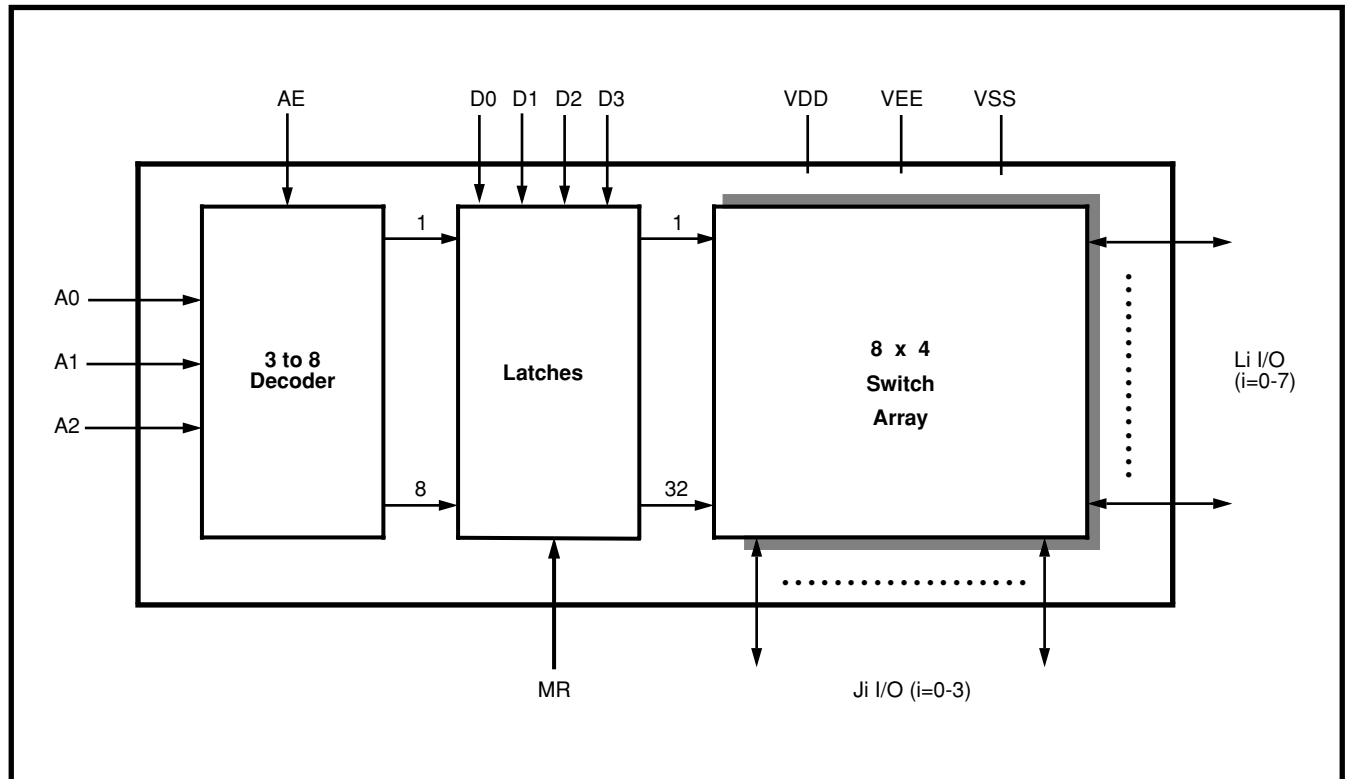 AE
D0 D1 D2 D3
VDD VEE VSS
1
1
A0
A1
A2
3 to 8
Decoder
Latches
8 x 4
Switch
Array
Li I/O
(i=0-7)
8
32
MR
Ji I/O (i=0-3)